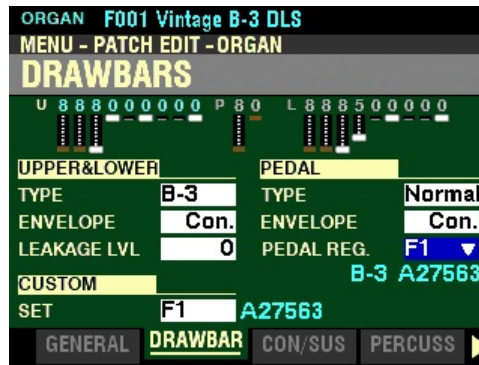 ORGAN F001 Vintage B-3 DLS
MENU - PATCH EDIT - ORGAN
DRAWBARS
U 888000000 P 80 L 888500000
UPPER&LOWER PEDAL
TYPE B-3 TYPE Normal
ENVELOPE Con. ENVELOPE Con.
LEAKAGE LVL 0 PEDAL REG. F1
B-3 A27563
CUSTOM
SET F1 A27563
GENERAL DRAWBAR CON/SUS PERCUSS